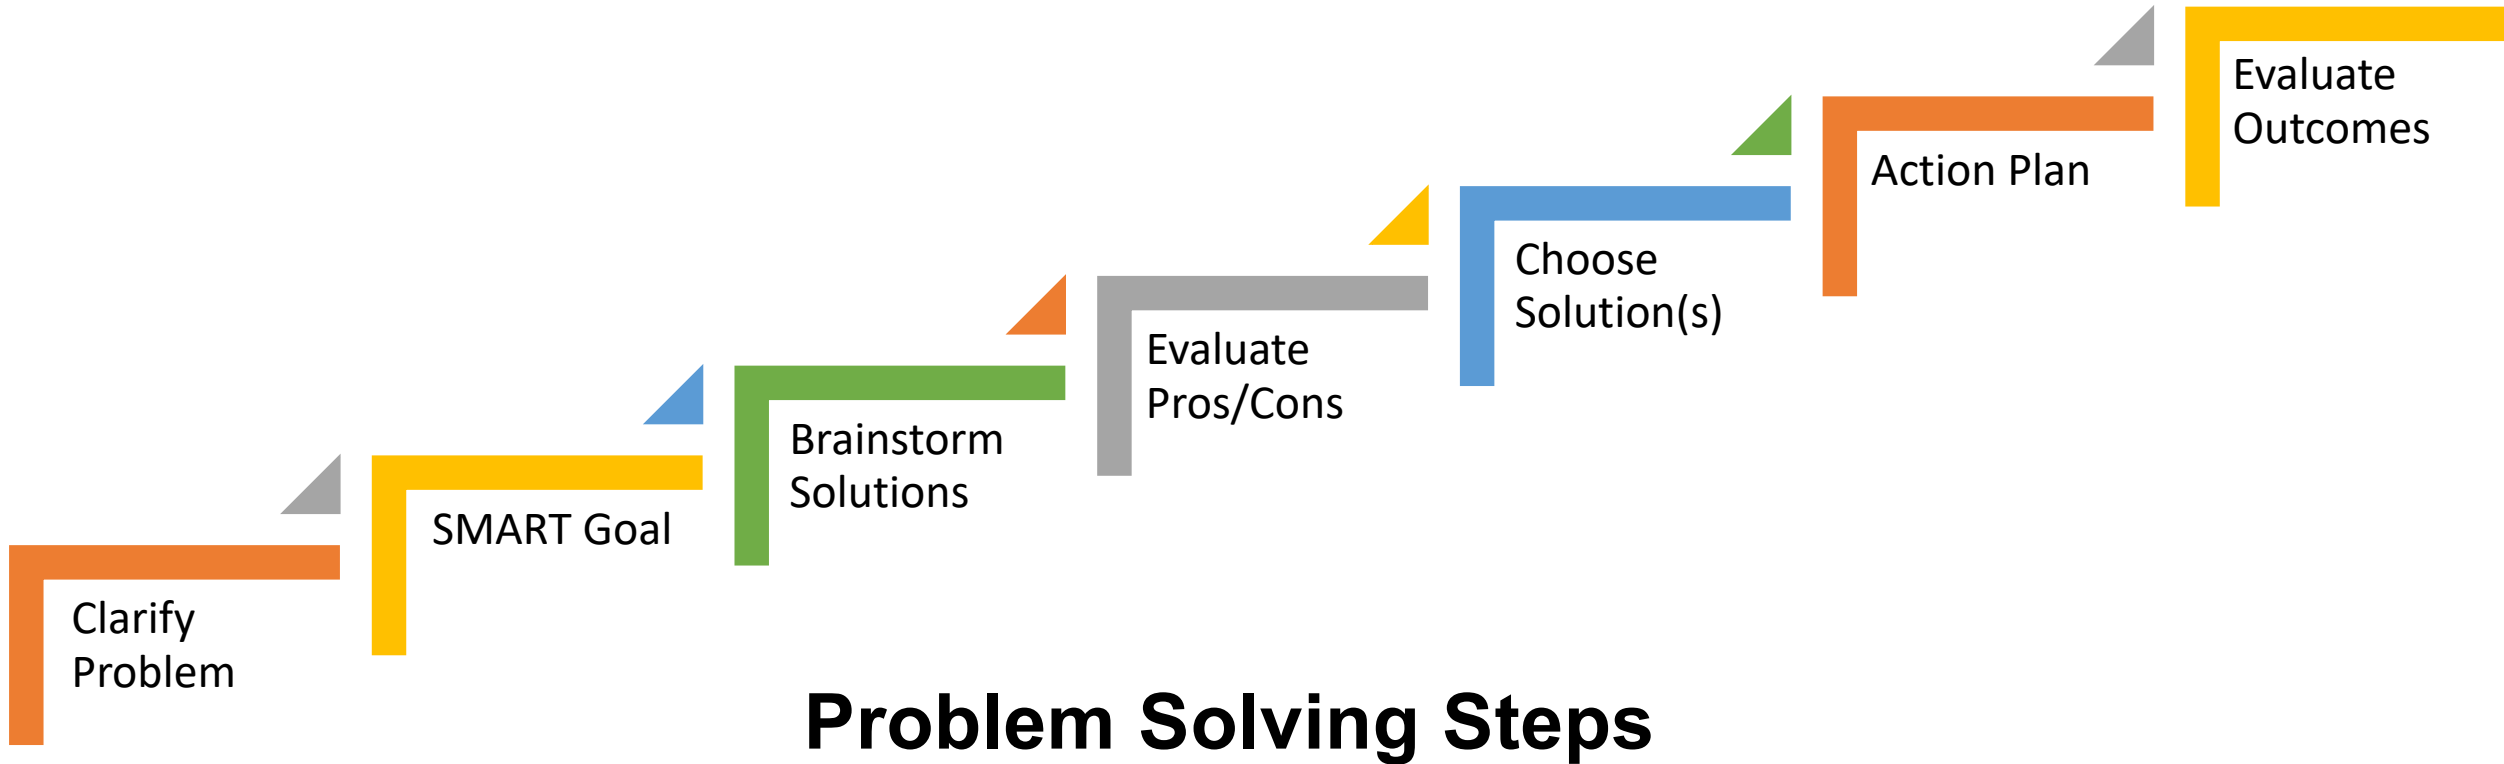 Clarify
Problem
SMART Goal
Brainstorm
Solutions
Evaluate
Pros/Cons
Choose
Solution(s)
Action Plan
Evaluate
Outcomes
Problem Solving Steps